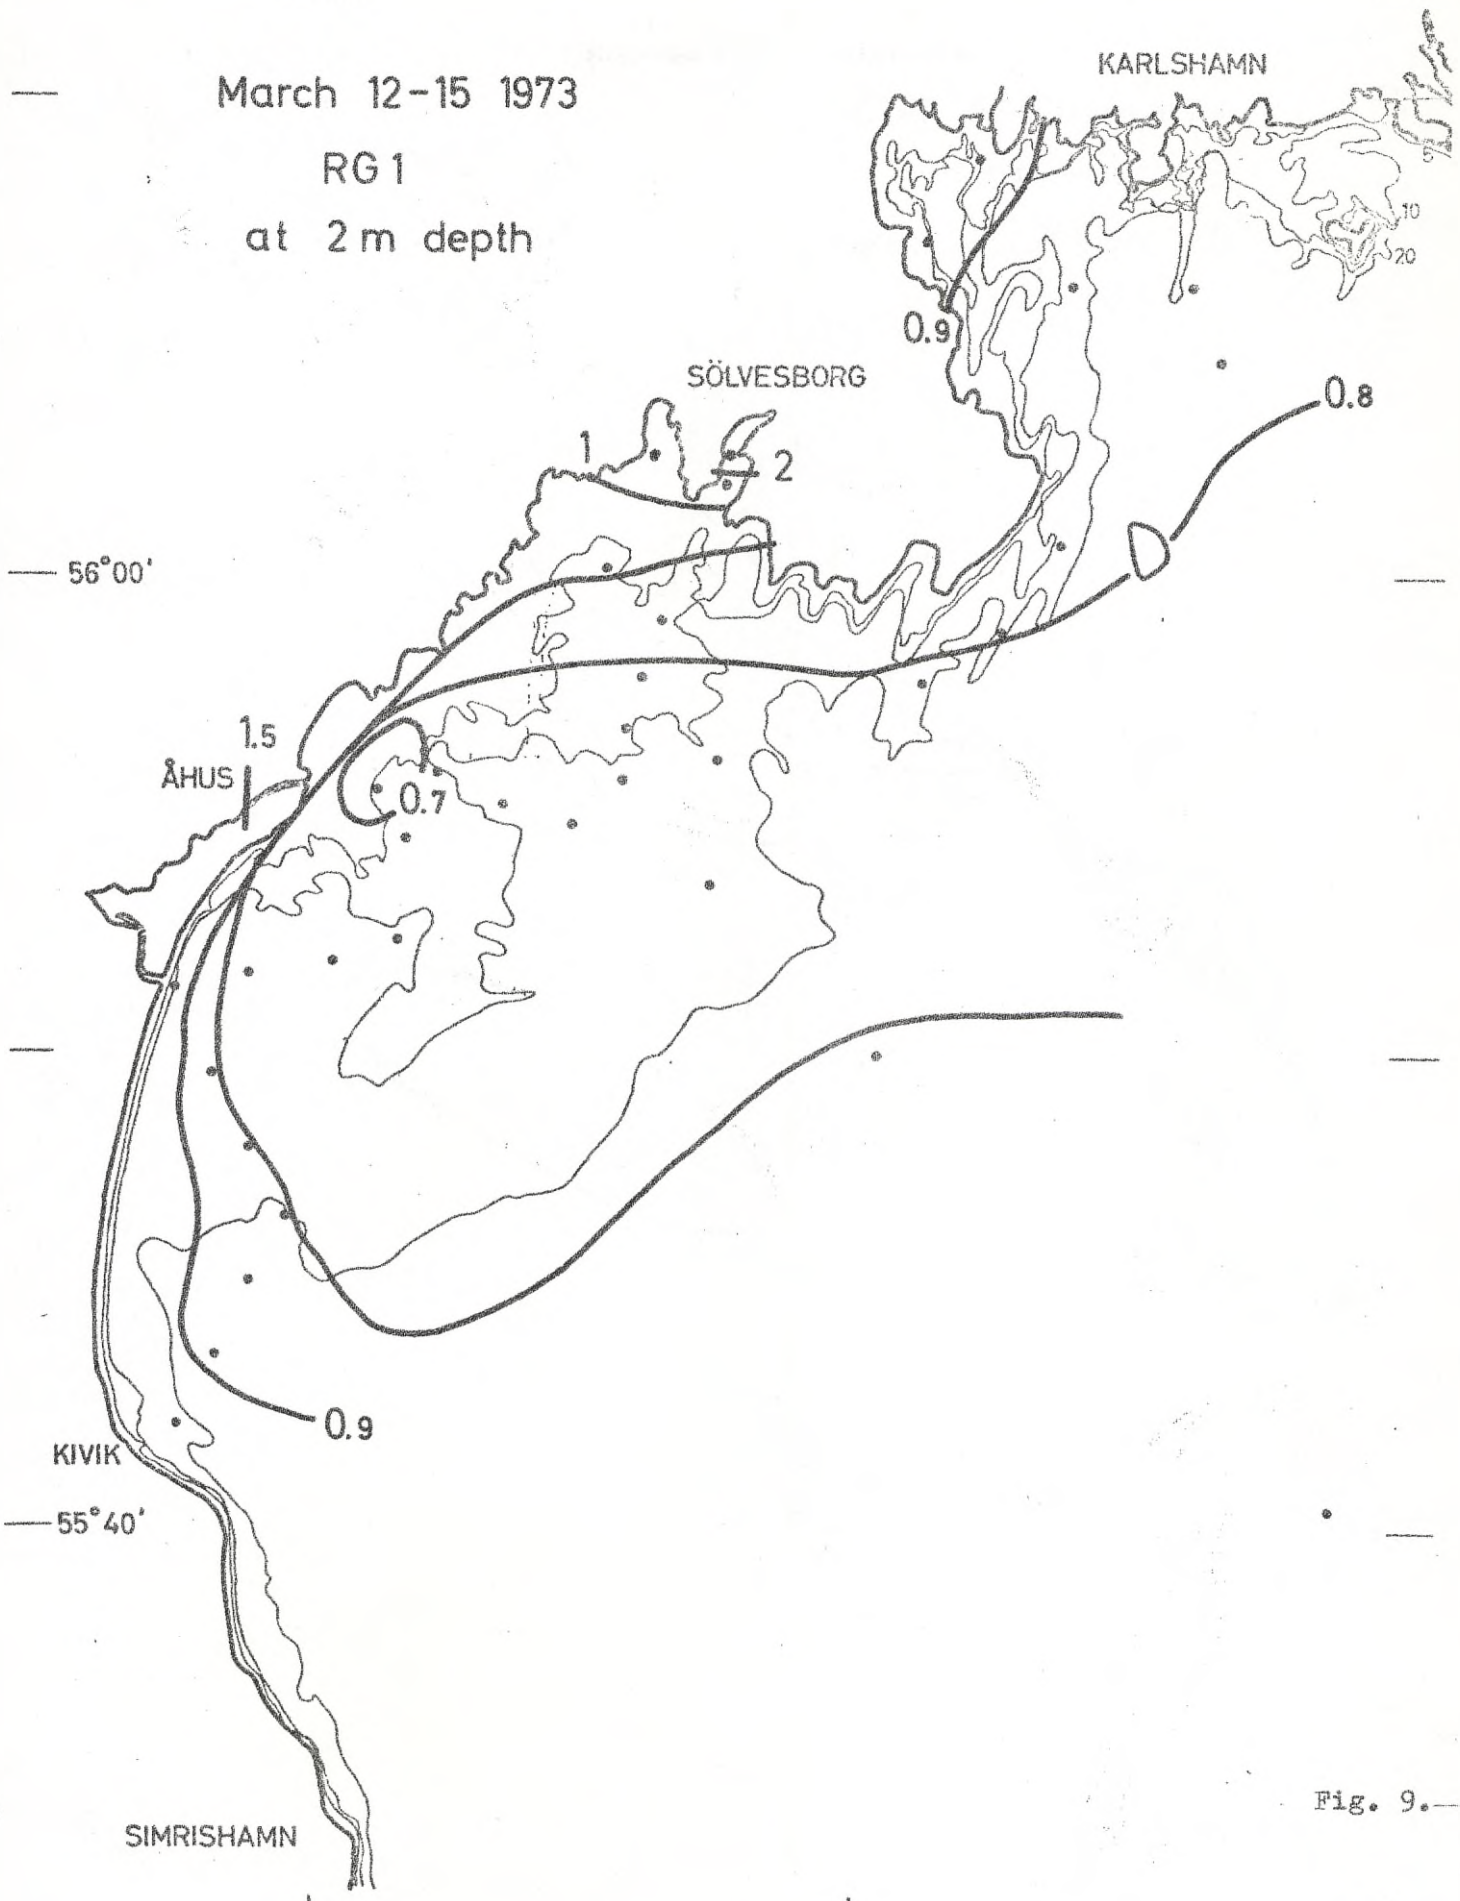 KARLSHAMN
March 12-15 1973
RG 1
at 2 m depth
5
10
20
0.9
SÖLVESBORG
0.8
1
2
56°00'
1.5
ÅHUS
0.7
0.9
KIVIK
55°40'
Fig. 9.
SIMRISHAMN